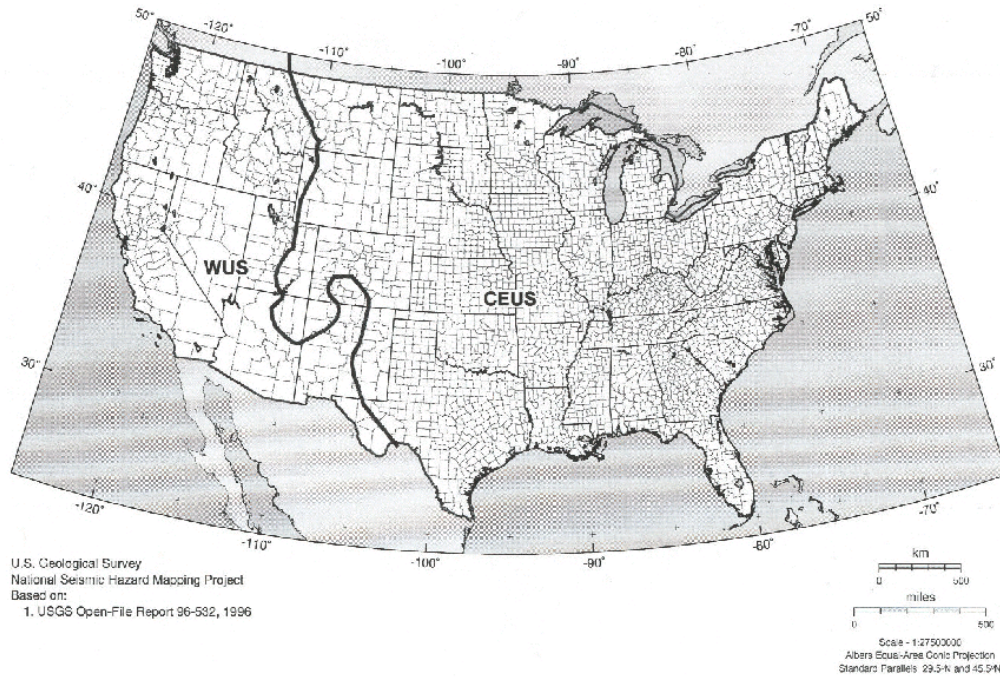 50°
-120°
-110°
-100°
-90°
-80°
-70°
50°
40°
40°
WUS
CEUS
30°
30°
-120°
-110°
-100°
-90°
-80°
-70°
U.S. Geological Survey
National Seismic Hazard Mapping Project
Based on:
1. USGS Open-File Report 96-532, 1996
km
0 500
miles
0 500
Scale - 1:27500000
Albers Equal-Area Conic Projection
Standard Parallels: 29.5°N and 45.5°N